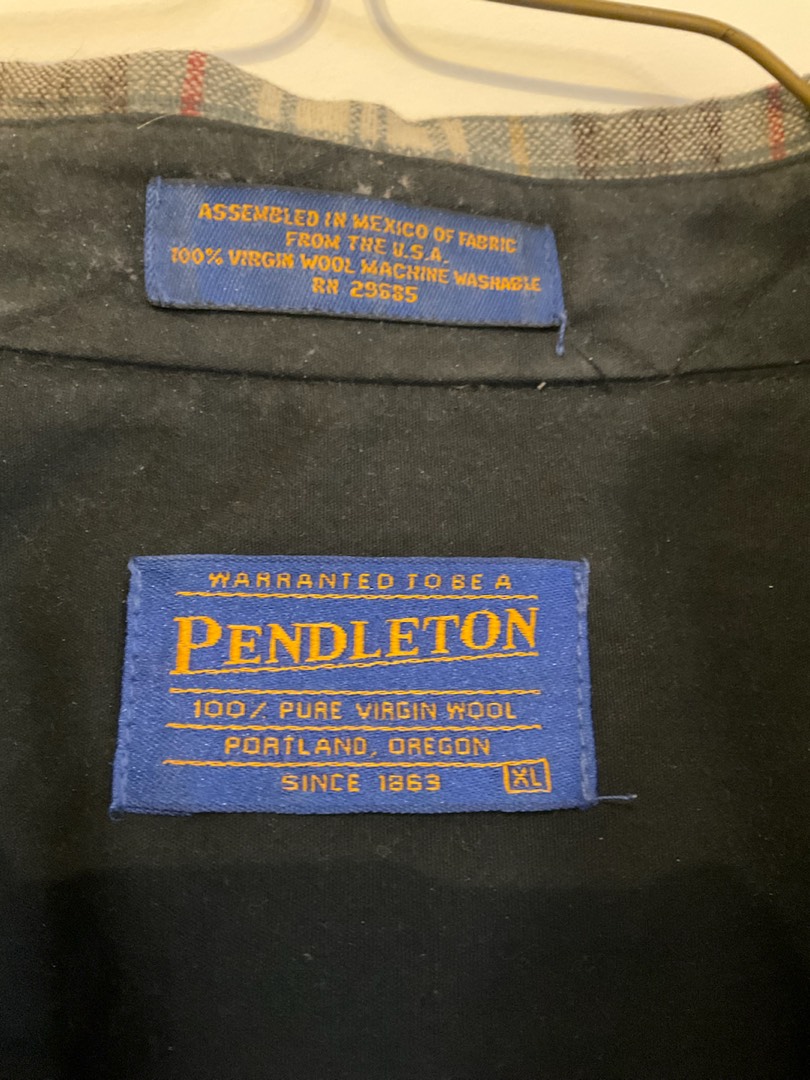 ASSEMBLED IN MEXICO OF FABRIC
FROM THE U.S.A.
100% VIRGIN WOOL MACHINE WASHABLE
RN 29685
WARRANTED TO BE A
PENDLETON
100% PURE VIRGIN WOOL
PORTLAND, OREGON
SINCE 1863
XL